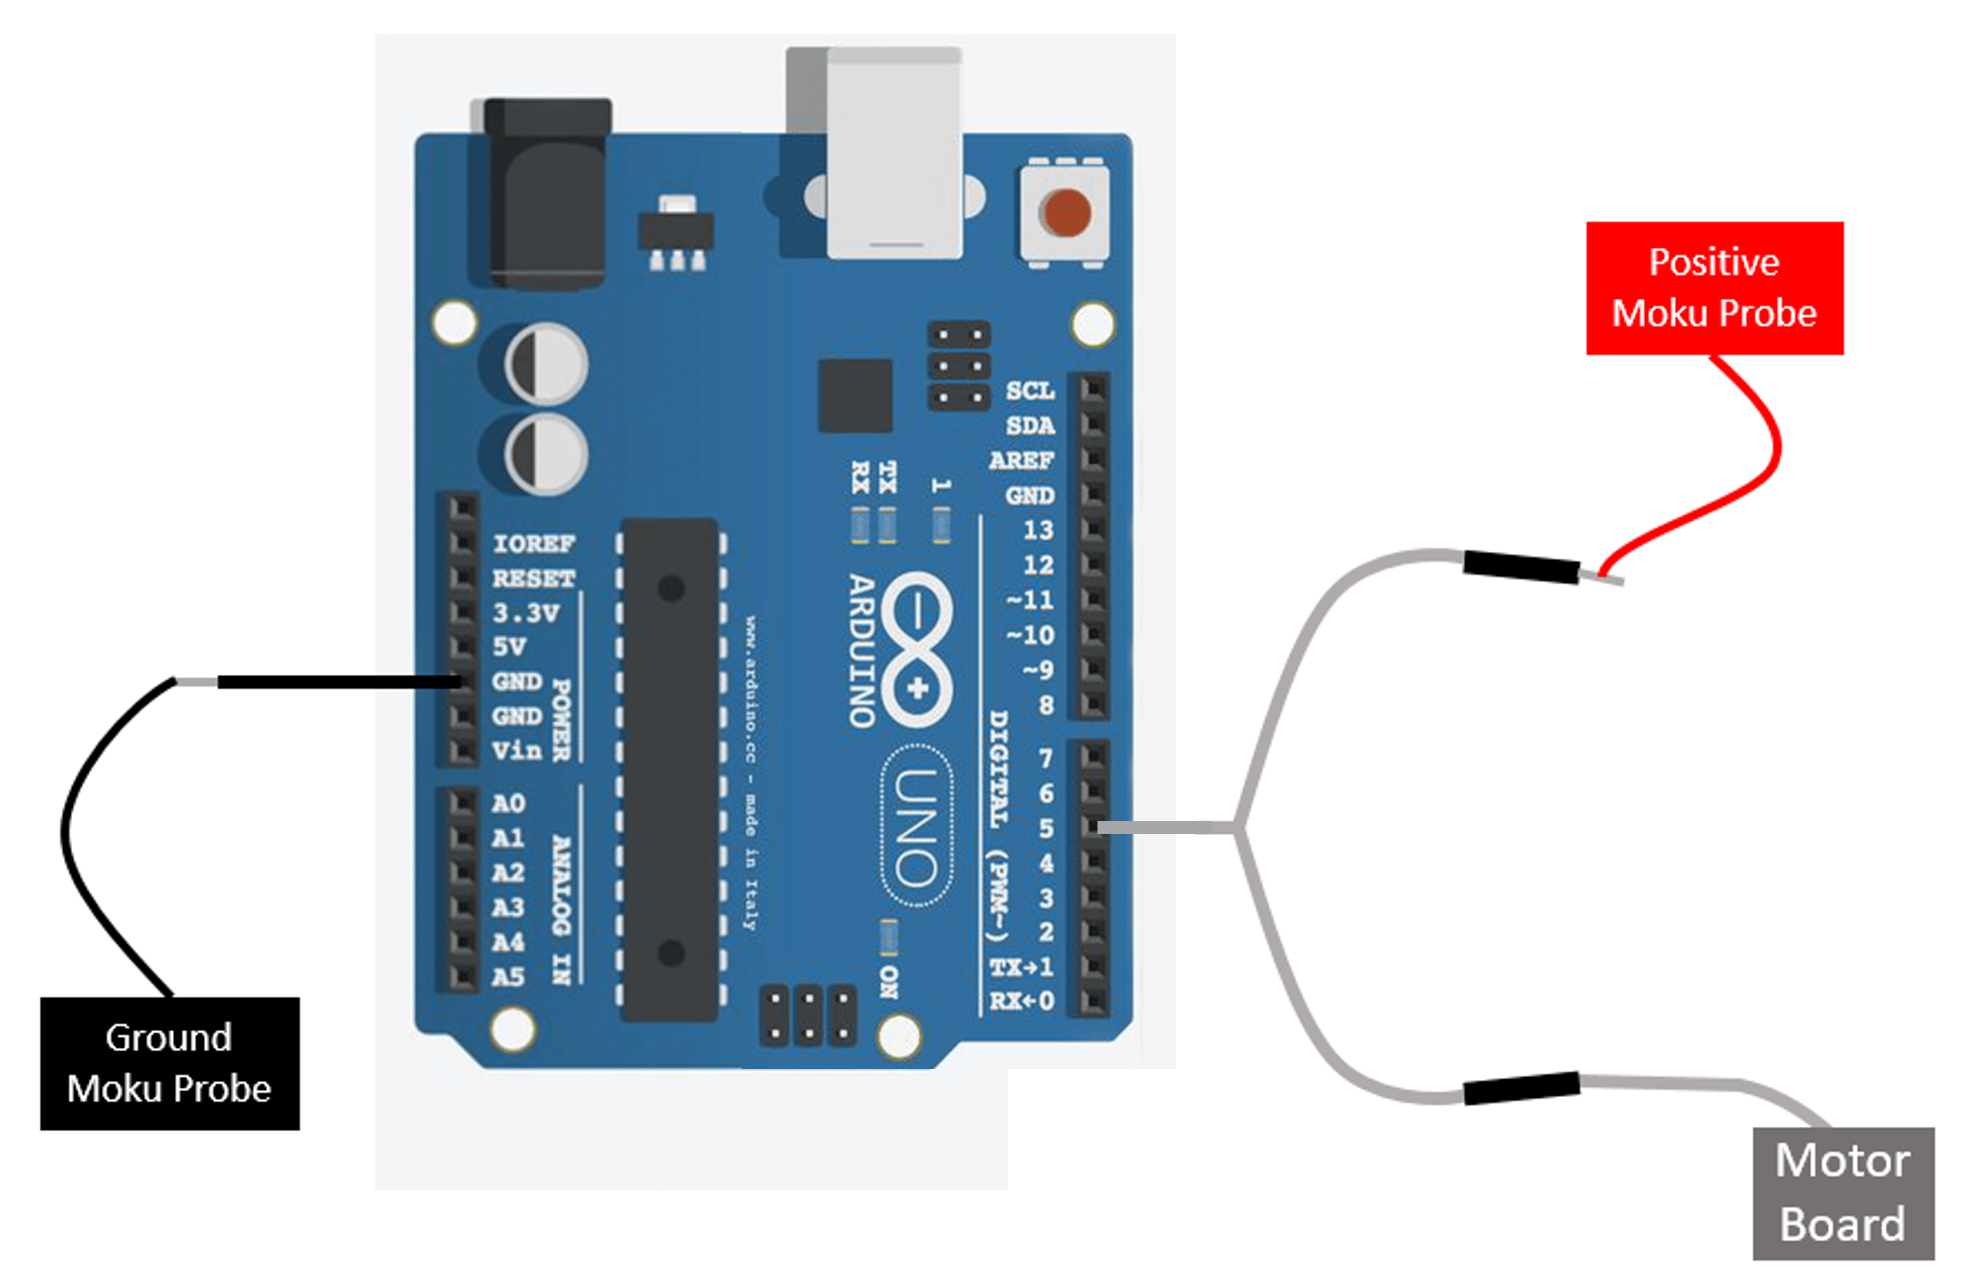 Positive
Moku Probe
SCL
SDA
AREF
GND
13
12
~11
~10
~9
8
7
6
5
4
3
2
TX→1
RX←0
DIGITAL (PWM~)
IOREF
RESET
3.3V
5V
GND
GND
Vin
POWER
A0
A1
A2
A3
A4
A5
ANALOG IN
RX
TX
1
ARDUINO
UNO
www.arduino.cc - made in Italy
ON
Ground
Moku Probe
Motor
Board